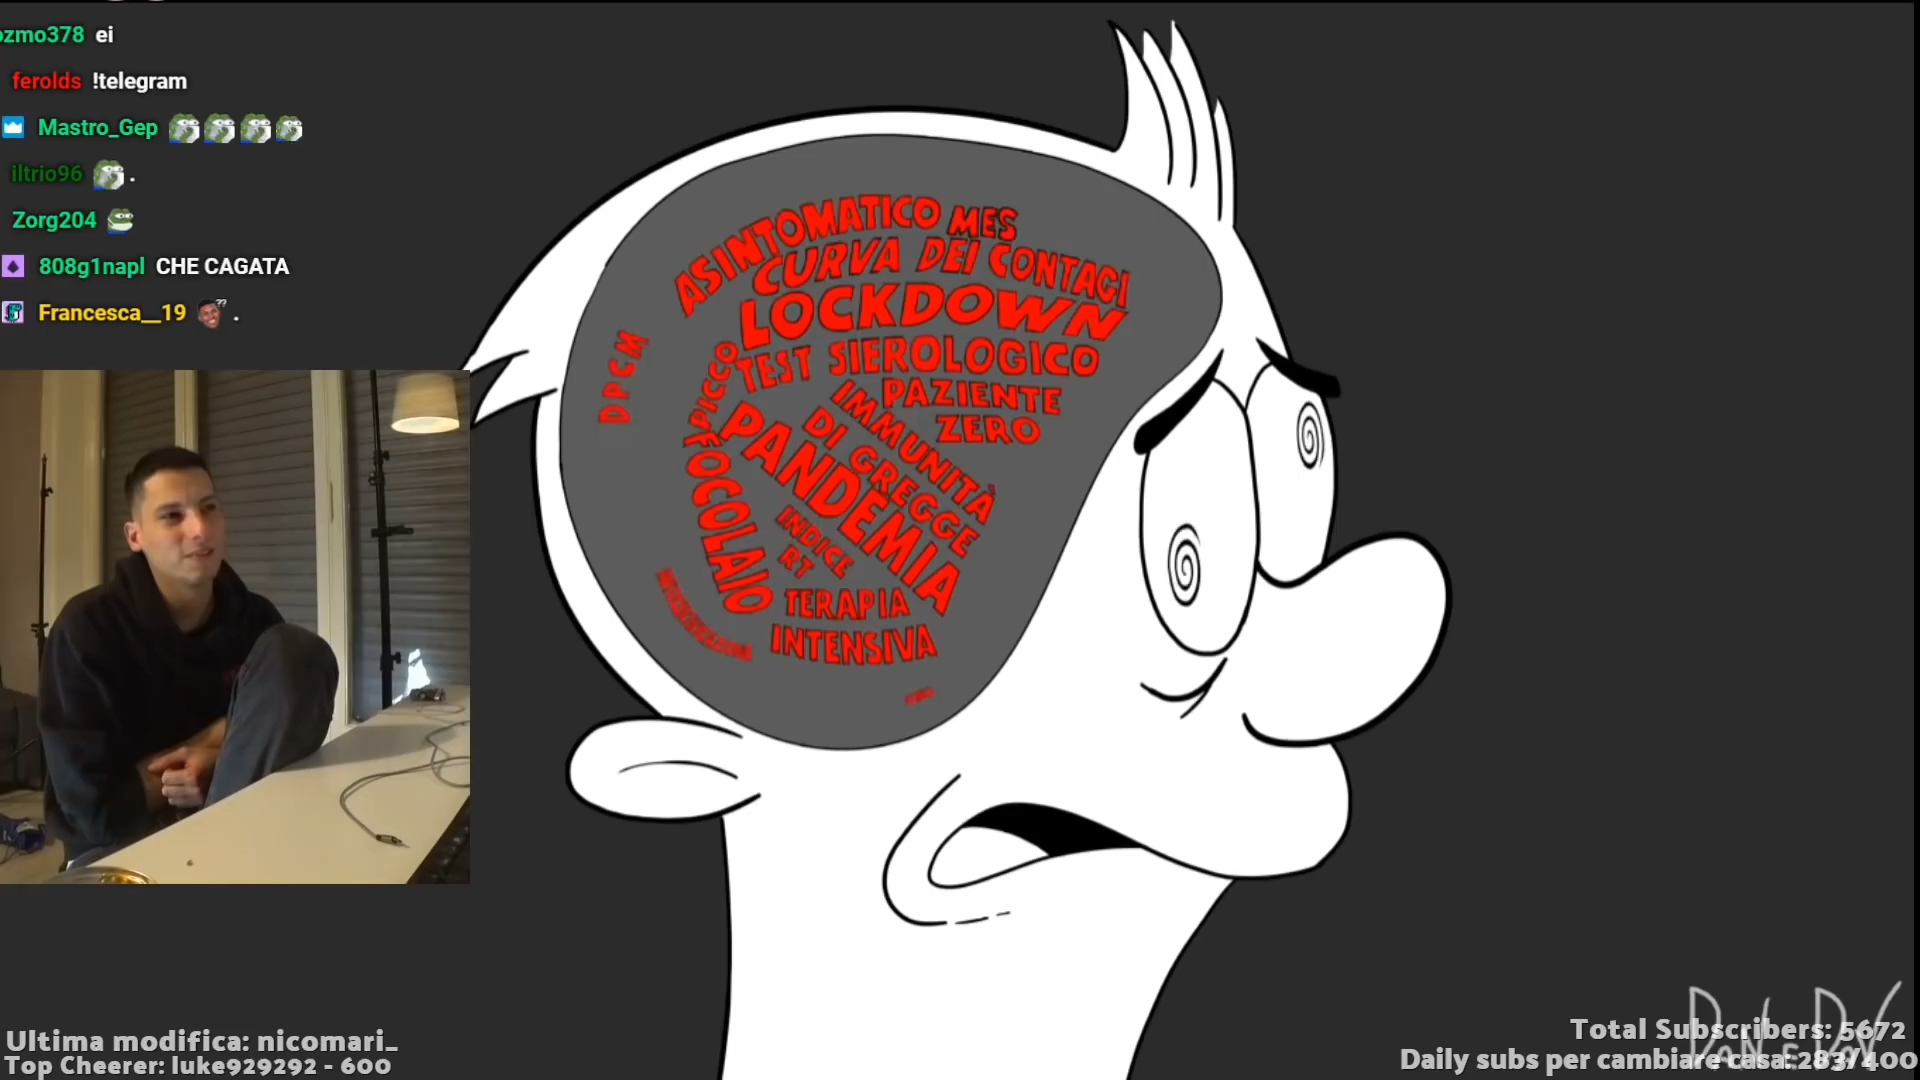 ozmo378 ei
ferolds !telegram
Mastro_Gep
iltrio96 .
Zorg204
808g1napl CHE CAGATA
Francesca__19 .
ASINTOMATICO MES
CURVA DEI CONTAGI
LOCKDOWN
DPCM
PICCO
TEST SIEROLOGICO
PAZIENTE
ZERO
IMMUNITÀ
DI GREGGE
PANDEMIA
FOCOLAIO
INDICE
RT
TERAPIA
INTENSIVA
Ultima modifica: nicomari_
Top Cheerer: luke929292 - 600
Total Subscribers: 5672
Daily subs per cambiare casa: 283/400